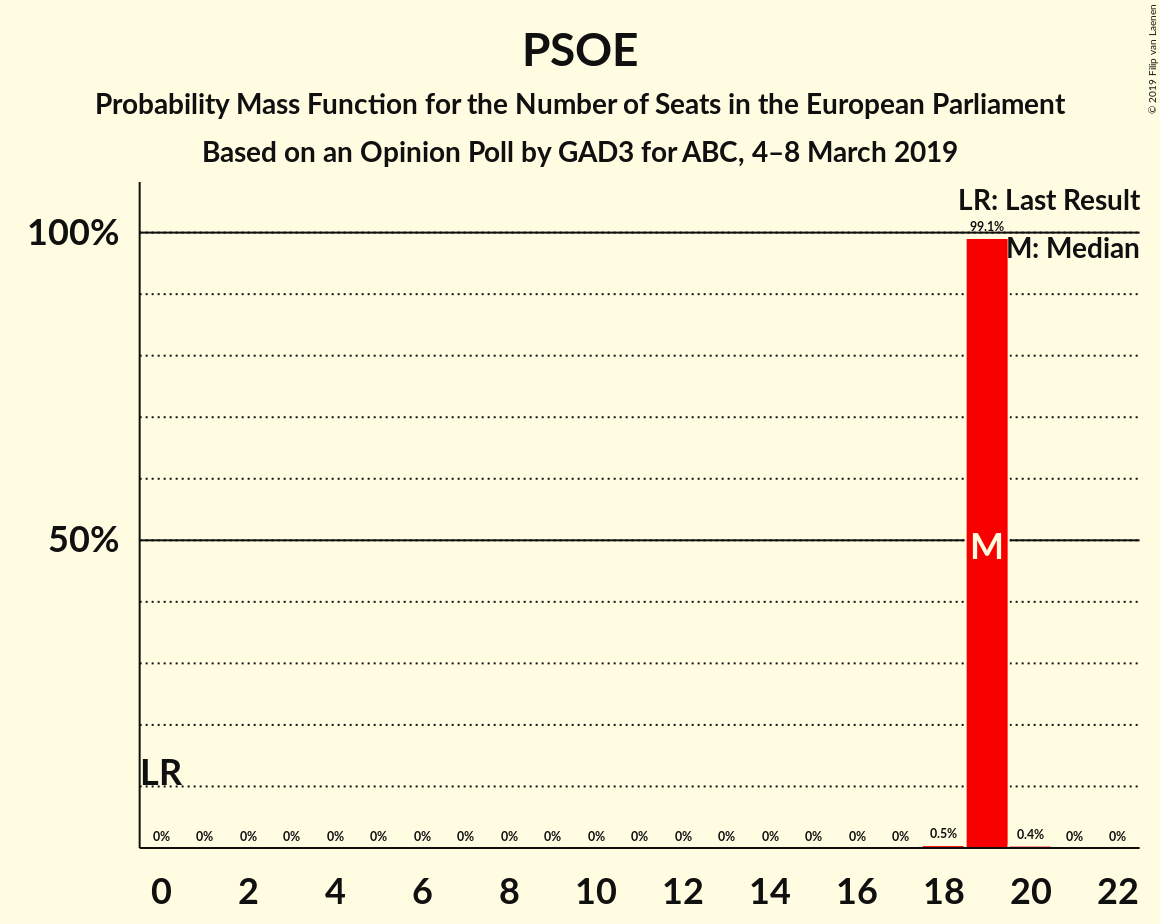 PSOE
Probability Mass Function for the Number of Seats in the European Parliament
Based on an Opinion Poll by GAD3 for ABC, 4–8 March 2019
© 2019 Filip van Laenen
LR: Last Result
M: Median
100%
50%
99.1%
M
LR
0% 0% 0% 0% 0% 0% 0% 0% 0% 0% 0% 0% 0% 0% 0% 0% 0% 0% 0.5% 0.4% 0% 0%
0 2 4 6 8 10 12 14 16 18 20 22